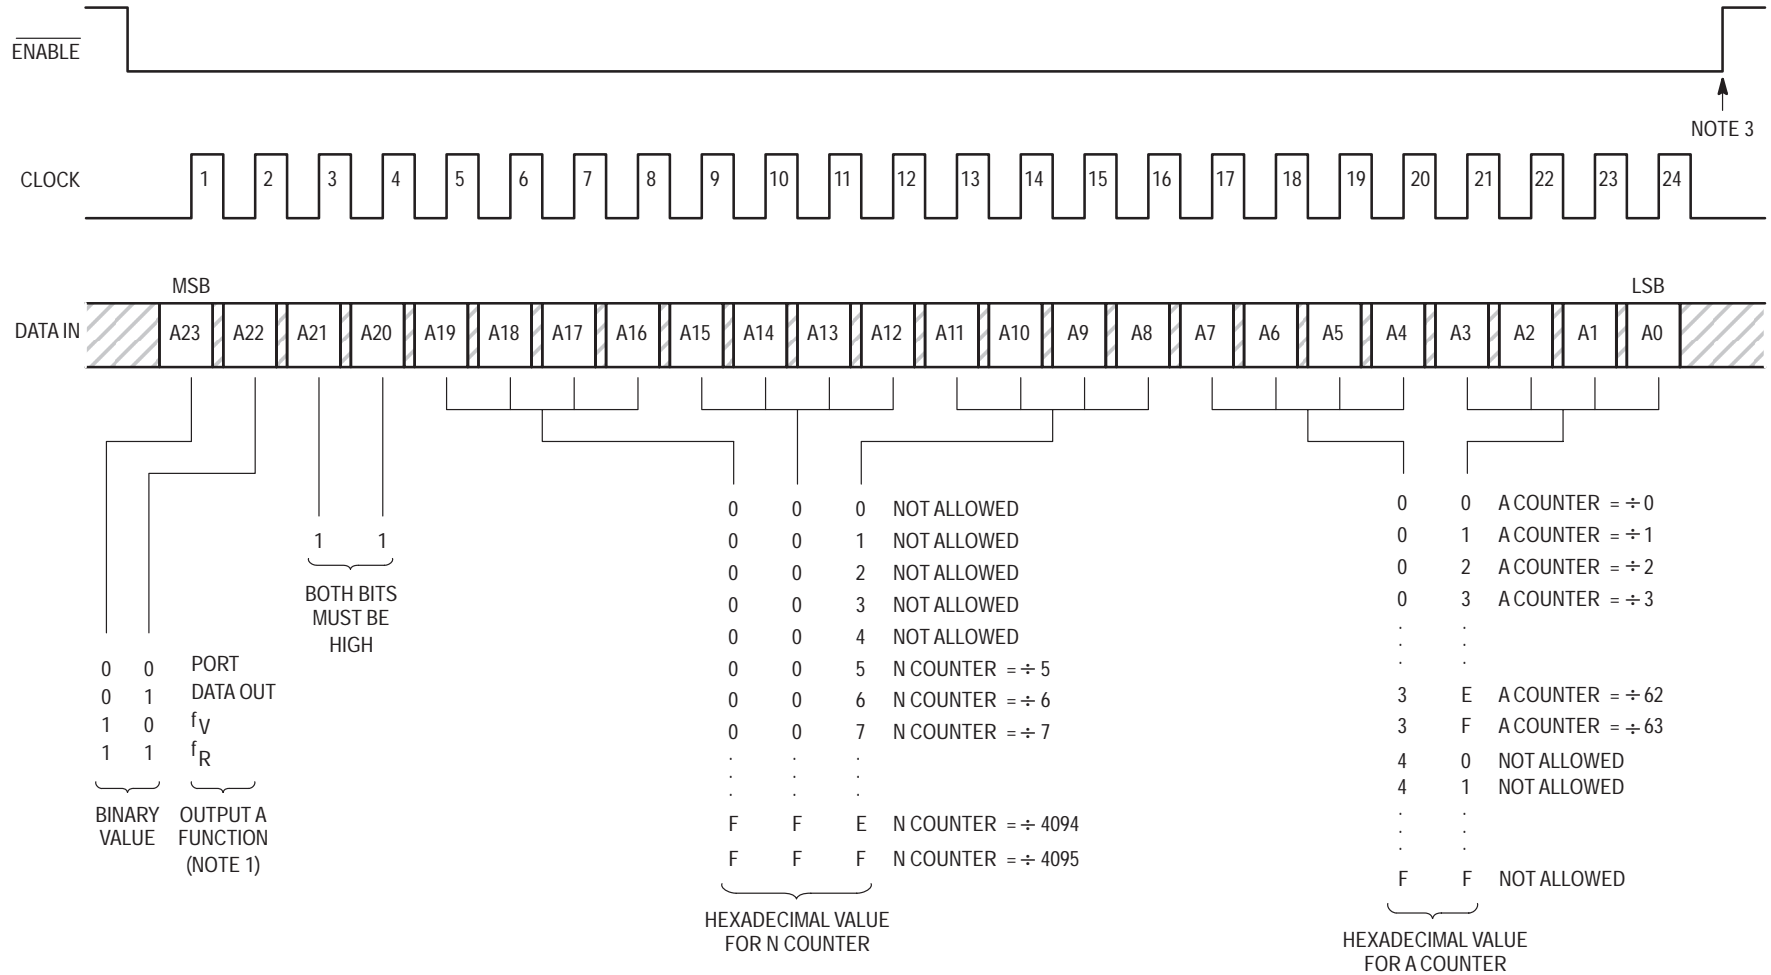 ENABLE
NOTE 3
CLOCK
1 2 3 4 5 6 7 8 9 10 11 12 13 14 15 16 17 18 19 20 21 22 23 24
MSB LSB
DATA IN
A23 A22 A21 A20 A19 A18 A17 A16 A15 A14 A13 A12 A11 A10 A9 A8 A7 A6 A5 A4 A3 A2 A1 A0
0 0 PORT
0 1 DATA OUT
1 0 fV
1 1 fR
BINARY
VALUE
OUTPUT A
FUNCTION
(NOTE 1)
1 1
BOTH BITS
MUST BE
HIGH
0 0 0 NOT ALLOWED
0 0 1 NOT ALLOWED
0 0 2 NOT ALLOWED
0 0 3 NOT ALLOWED
0 0 4 NOT ALLOWED
0 0 5 N COUNTER = ÷ 5
0 0 6 N COUNTER = ÷ 6
0 0 7 N COUNTER = ÷ 7
. . .
. . .
. . .
F F E N COUNTER = ÷ 4094
F F F N COUNTER = ÷ 4095
HEXADECIMAL VALUE
FOR N COUNTER
0 0 A COUNTER = ÷ 0
0 1 A COUNTER = ÷ 1
0 2 A COUNTER = ÷ 2
0 3 A COUNTER = ÷ 3
. .
. .
. .
3 E A COUNTER = ÷ 62
3 F A COUNTER = ÷ 63
4 0 NOT ALLOWED
4 1 NOT ALLOWED
. .
. .
. .
F F NOT ALLOWED
HEXADECIMAL VALUE
FOR A COUNTER